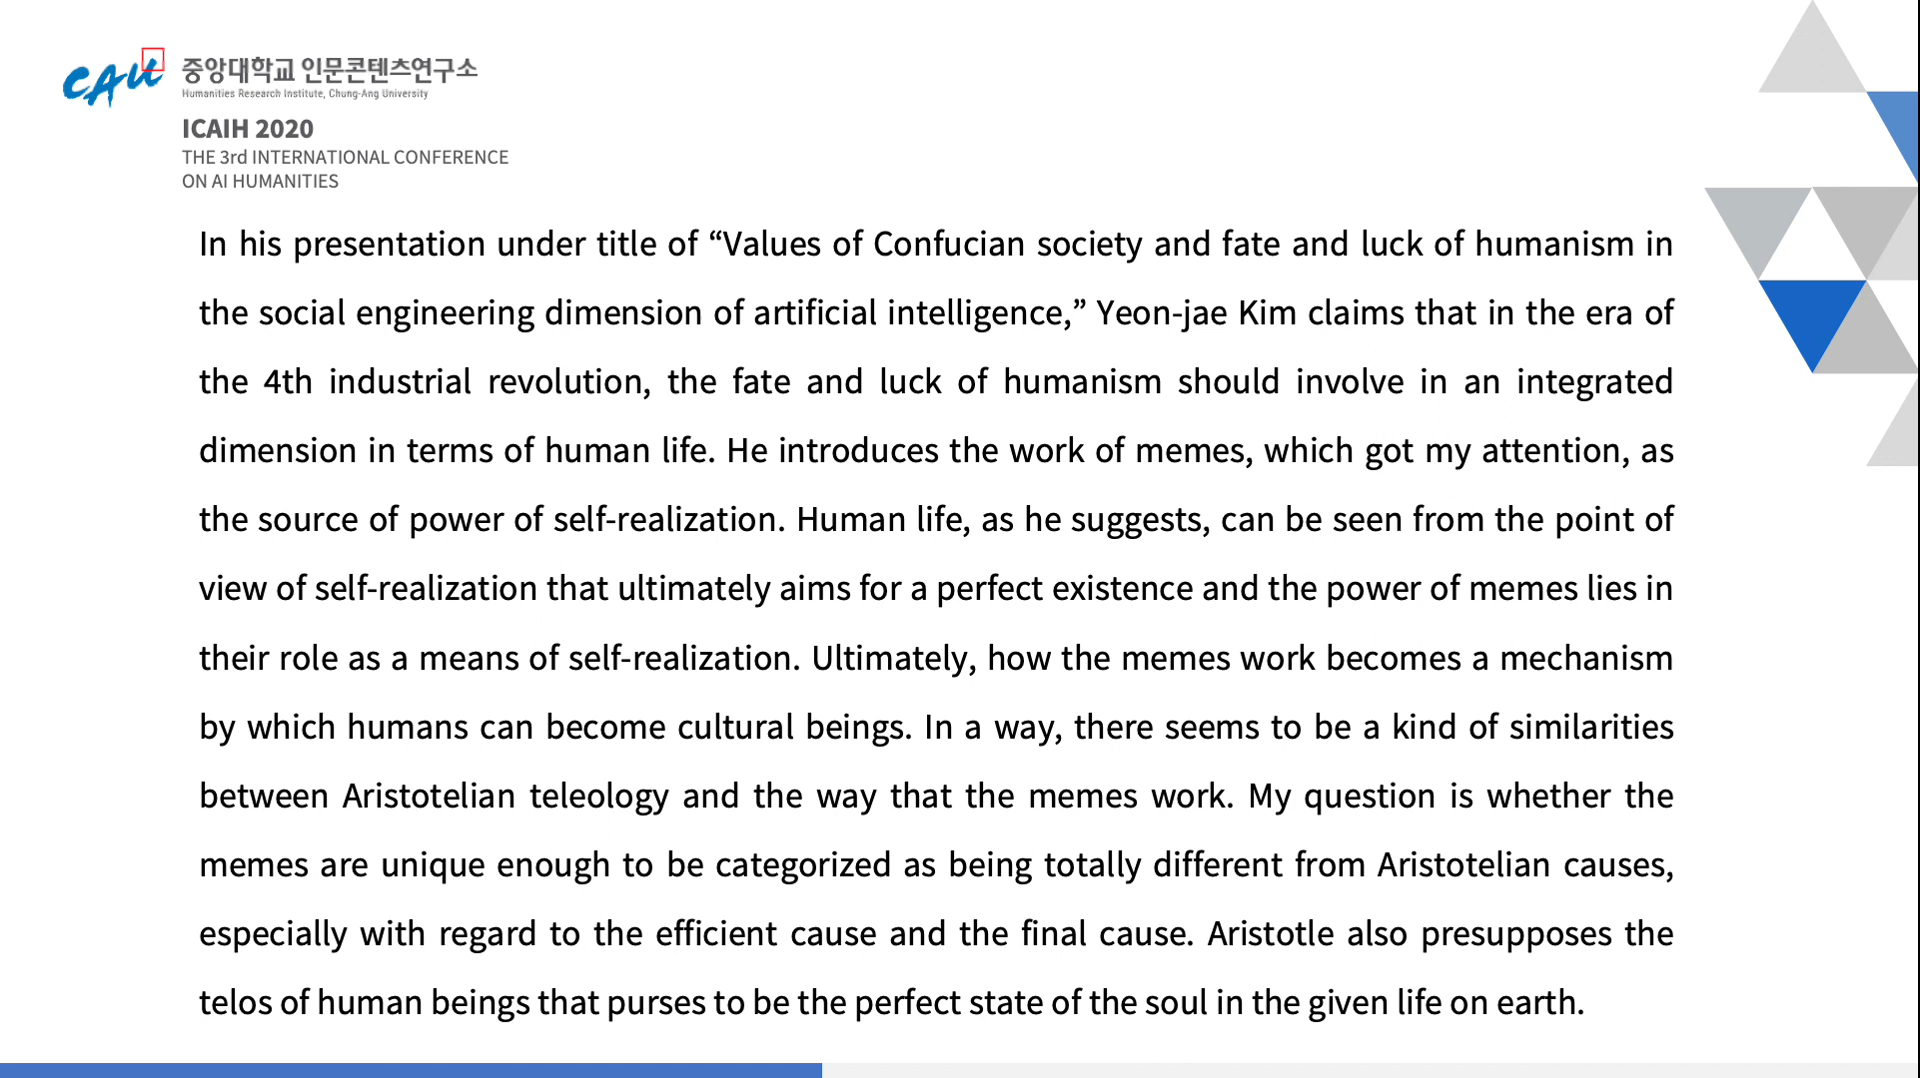 CAU
중앙대학교 인문콘텐츠연구소
Humanities Research Institute, Chung-Ang University
ICAIH 2020
THE 3rd INTERNATIONAL CONFERENCE
ON AI HUMANITIES
In his presentation under title of “Values of Confucian society and fate and luck of humanism in
the social engineering dimension of artificial intelligence,” Yeon-jae Kim claims that in the era of
the 4th industrial revolution, the fate and luck of humanism should involve in an integrated
dimension in terms of human life. He introduces the work of memes, which got my attention, as
the source of power of self-realization. Human life, as he suggests, can be seen from the point of
view of self-realization that ultimately aims for a perfect existence and the power of memes lies in
their role as a means of self-realization. Ultimately, how the memes work becomes a mechanism
by which humans can become cultural beings. In a way, there seems to be a kind of similarities
between Aristotelian teleology and the way that the memes work. My question is whether the
memes are unique enough to be categorized as being totally different from Aristotelian causes,
especially with regard to the efficient cause and the final cause. Aristotle also presupposes the
telos of human beings that purses to be the perfect state of the soul in the given life on earth.